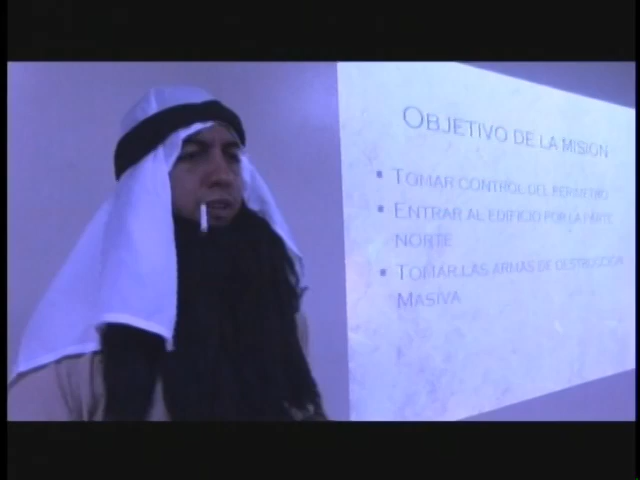 OBJETIVO DE LA MISION
TOMAR CONTROL DEL PERIMETRO
ENTRAR AL EDIFICIO POR LA PARTE
NORTE
TOMAR LAS ARMAS DE DESTRUCCION
MASIVA